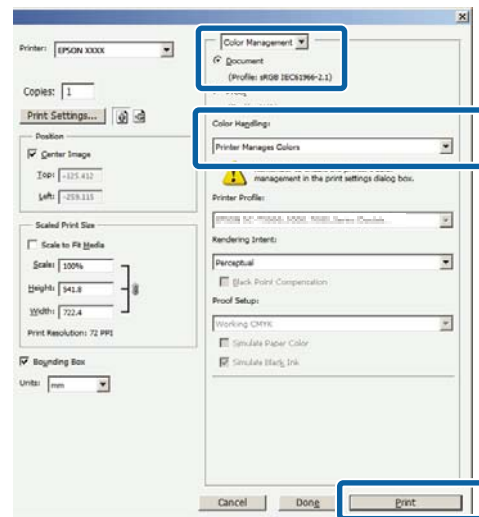 Printer: EPSON XXXX
Copies: 1
Print Settings...
Position
Center Image
Top: -125.412
Left: -259.115
Scaled Print Size
Scale to Fit Media
Scale: 100%
Height: 541.8
Width: 722.4
Print Resolution: 72 PPI
Bounding Box
Units: mm
Color Management
Document
(Profile: sRGB IEC61966-2.1)
Color Handling:
Printer Manages Colors
management in the print settings dialog box.
Printer Profile:
Rendering Intent:
Perceptual
Black Point Compensation
Proof Setup:
Working CMYK
Simulate Paper Color
Simulate Black Ink
Cancel
Done
Print